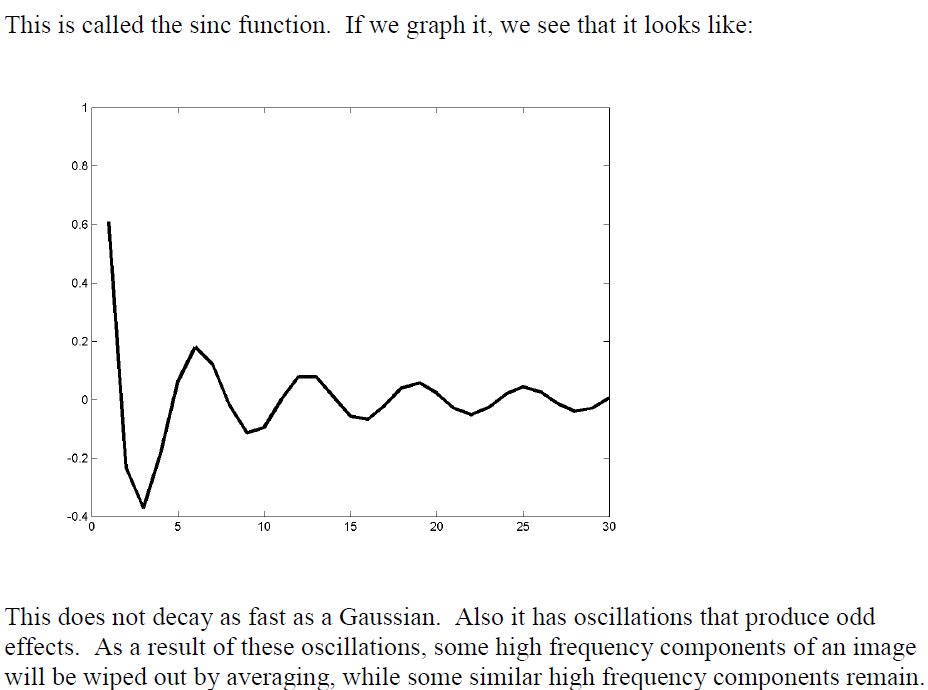 This is called the sinc function.  If we graph it, we see that it looks like:
1
0.8
0.6
0.4
0.2
0
-0.2
-0.4
0 5 10 15 20 25 30
This does not decay as fast as a Gaussian.  Also it has oscillations that produce odd
effects.  As a result of these oscillations, some high frequency components of an image
will be wiped out by averaging, while some similar high frequency components remain.